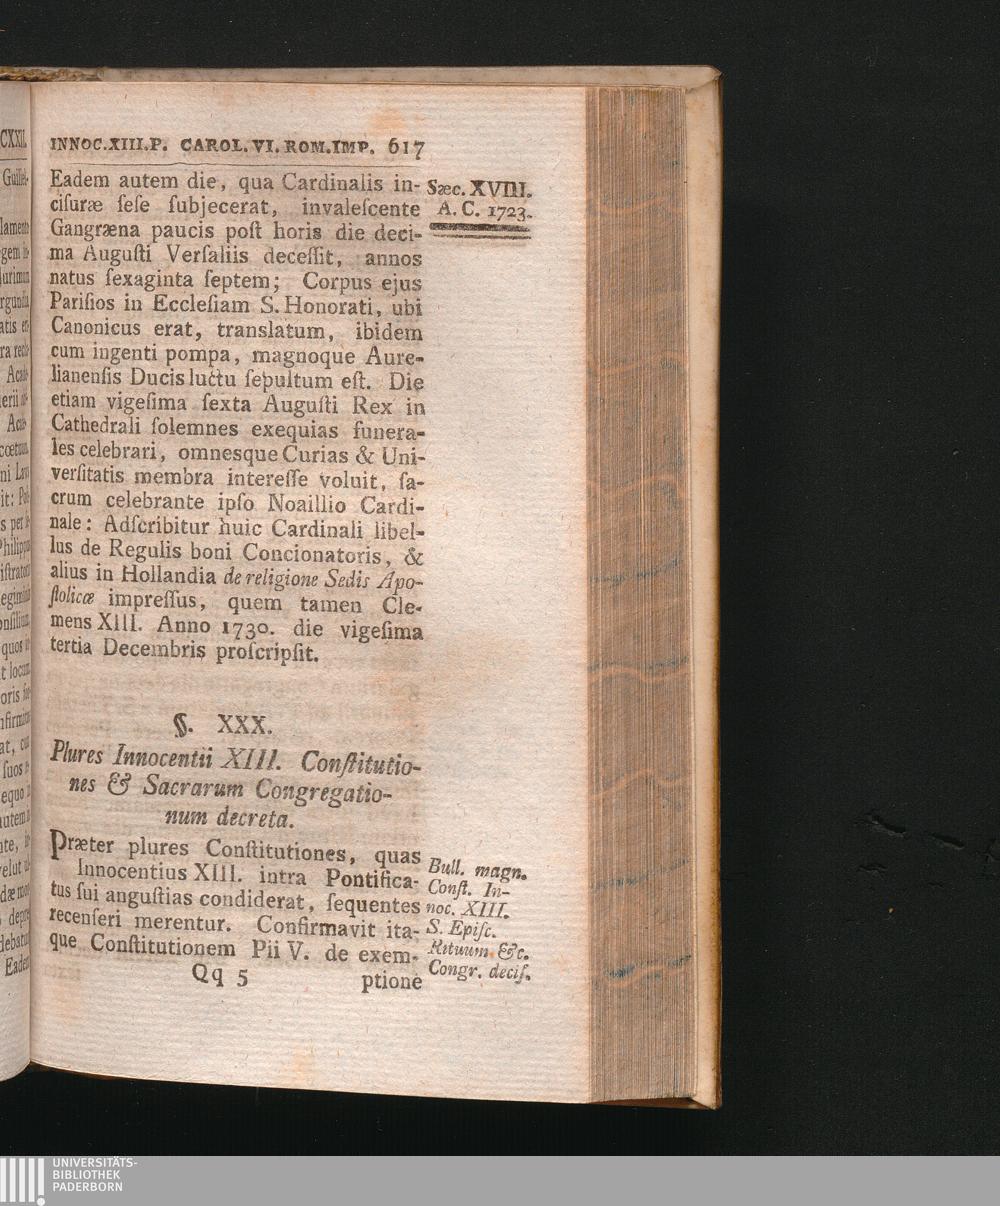 INNOC.XIII.P. CAROL.VI.ROM.IMP. 617
Eadem autem die, qua Cardinalis in-
ciſuræ ſeſe ſubjecerat, invaleſcente
Gangræna paucis poſt horis die deci-
ma Auguſti Verſaliis deceſſit, annos
natus ſexaginta ſeptem; Corpus ejus
Pariſios in Eccleſiam S. Honorati, ubi
Canonicus erat, translatum, ibidem
cum ingenti pompa, magnoque Aure-
lianenſis Ducis luctu ſepultum eſt. Die
etiam vigeſima ſexta Auguſti Rex in
Cathedrali ſolemnes exequias funera-
les celebrari, omnesque Curias & Uni-
verſitatis membra intereſſe voluit, ſa-
crum celebrante ipſo Noaillio Cardi-
nale: Adſcribitur huic Cardinali libel-
lus de Regulis boni Concionatoris, &
alius in Hollandia de religione Sedis Apo-
ſtolicæ impreſſus, quem tamen Cle-
mens XIII. Anno 1730. die vigeſima
tertia Decembris proſcripſit.
Sæc. XVIII.
A. C. 1723.
§. XXX.
Plures Innocentii XIII. Conſtitutio-
nes & Sacrarum Congregatio-
num decreta.
Præter plures Conſtitutiones, quas
Innocentius XIII. intra Pontifica-
tus ſui anguſtias condiderat, ſequentes
recenſeri merentur. Confirmavit ita-
que Conſtitutionem Pii V. de exem-
Qq 5 ptione
Bull. magn.
Conſt. In-
noc. XIII.
S. Epiſc.
Rituum &c.
Congr. deciſ.
UNIVERSITÄTS-
BIBLIOTHEK
PADERBORN